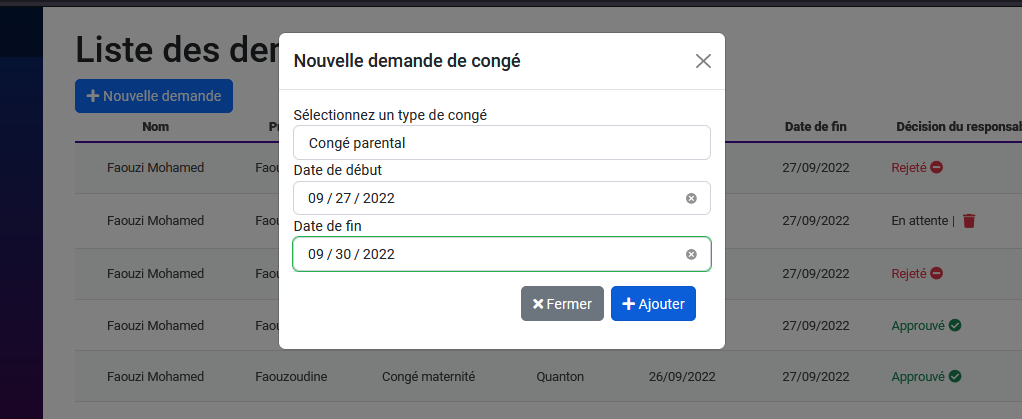 Liste des der
Nouvelle demande de congé
Nouvelle demande
Sélectionnez un type de congé
Congé parental
Date de début
09 / 27 / 2022
Date de fin
09 / 30 / 2022
Fermer Ajouter
Nom Date de fin Décision du responsab
Faouzi Mohamed Faou 27/09/2022 Rejeté
Faouzi Mohamed Faou 27/09/2022 En attente |
Faouzi Mohamed Faou 27/09/2022 Rejeté
Faouzi Mohamed Faou 27/09/2022 Approuvé
Faouzi Mohamed Faouzoudine Congé maternité Quanton 26/09/2022 27/09/2022 Approuvé